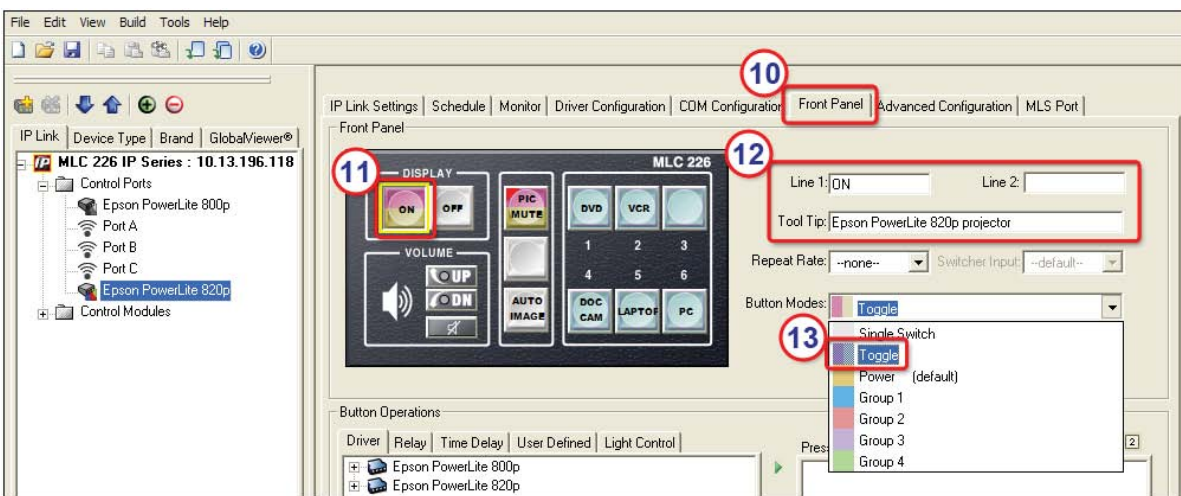 File Edit View Build Tools Help
10
IP Link Settings Schedule Monitor Driver Configuration COM Configuration Front Panel Advanced Configuration MLS Port
IP Link Device Type Brand GlobalViewer®
MLC 226 IP Series : 10.13.196.118
Control Ports
Epson PowerLite 800p
Port A
Port B
Port C
Epson PowerLite 820p
Control Modules
Front Panel
11
MLC 226
DISPLAY
ON OFF
PIC MUTE
DVD VCR
1 2 3
VOLUME
UP
DN
4 5 6
AUTO IMAGE
DOC CAM
LAPTOP
PC
12
Line 1: ON Line 2:
Tool Tip: Epson PowerLite 820p projector
Repeat Rate: --none-- Switcher Input: --default--
Button Modes: Toggle
13
Single Switch
Toggle
Power (default)
Group 1
Group 2
Group 3
Group 4
Button Operations
Driver Relay Time Delay User Defined Light Control
Epson PowerLite 800p
Epson PowerLite 820p
2